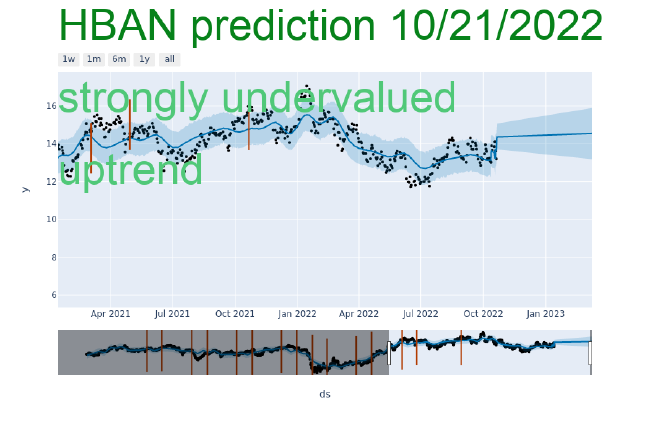 HBAN prediction 10/21/2022
1w 1m 6m 1y all
strongly undervalued
uptrend
16
14
12
10
8
6
y
Apr 2021 Jul 2021 Oct 2021 Jan 2022 Apr 2022 Jul 2022 Oct 2022 Jan 2023
ds